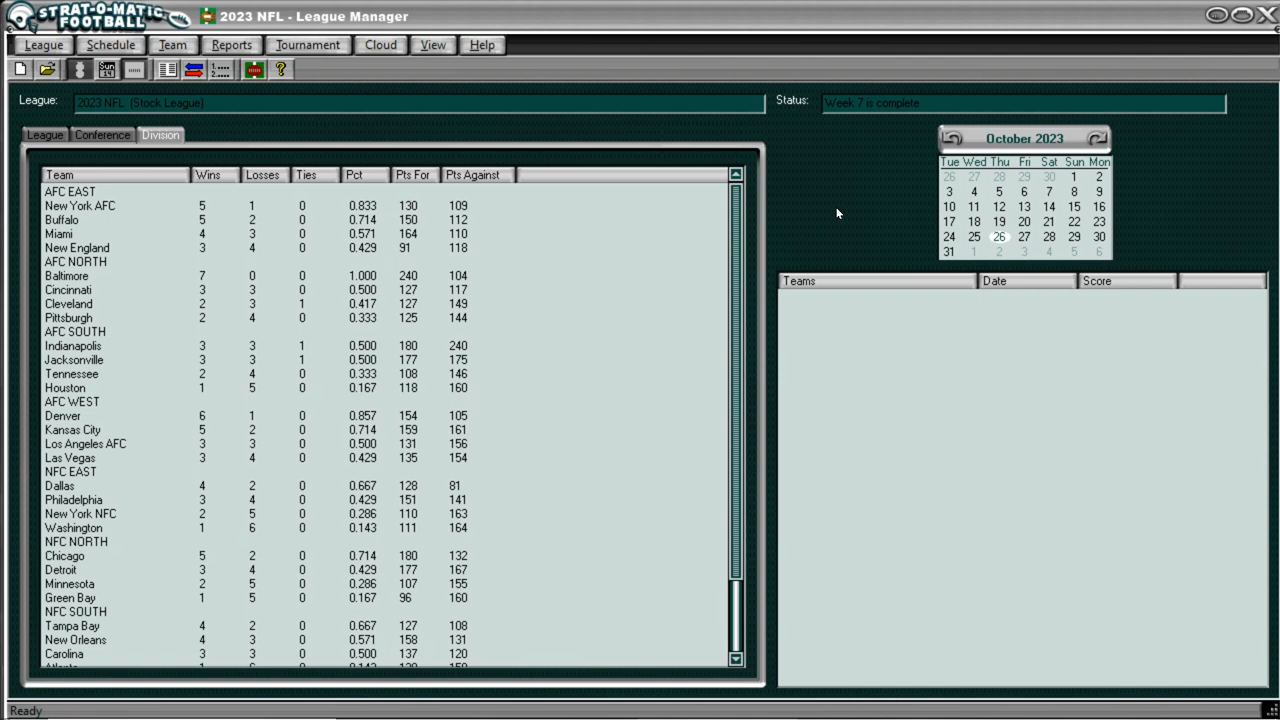 STRAT-O-MATIC
FOOTBALL
2023 NFL - League Manager
League Schedule Team Reports Tournament Cloud View Help
League: 2023 NFL (Stock League)
Status: Week 7 is complete
League Conference Division
Team Wins Losses Ties Pct Pts For Pts Against
AFC EAST
New York AFC 5 1 0 0.833 130 109
Buffalo 5 2 0 0.714 150 112
Miami 4 3 0 0.571 164 110
New England 3 4 0 0.429 91 118
AFC NORTH
Baltimore 7 0 0 1.000 240 104
Cincinnati 3 3 0 0.500 127 117
Cleveland 2 3 1 0.417 127 149
Pittsburgh 2 4 0 0.333 125 144
AFC SOUTH
Indianapolis 3 3 1 0.500 180 240
Jacksonville 3 3 1 0.500 177 175
Tennessee 2 4 0 0.333 108 146
Houston 1 5 0 0.167 118 160
AFC WEST
Denver 6 1 0 0.857 154 105
Kansas City 5 2 0 0.714 159 161
Los Angeles AFC 3 3 0 0.500 131 156
Las Vegas 3 4 0 0.429 135 154
NFC EAST
Dallas 4 2 0 0.667 128 81
Philadelphia 3 4 0 0.429 151 141
New York NFC 2 5 0 0.286 110 163
Washington 1 6 0 0.143 111 164
NFC NORTH
Chicago 5 2 0 0.714 180 132
Detroit 3 4 0 0.429 177 167
Minnesota 2 5 0 0.286 107 155
Green Bay 1 5 0 0.167 96 160
NFC SOUTH
Tampa Bay 4 2 0 0.667 127 108
New Orleans 4 3 0 0.571 158 131
Carolina 3 3 0 0.500 137 120
October 2023
Tue Wed Thu Fri Sat Sun Mon
26 27 28 29 30 1 2
3 4 5 6 7 8 9
10 11 12 13 14 15 16
17 18 19 20 21 22 23
24 25 26 27 28 29 30
31 1 2 3 4 5 6
Teams Date Score
Ready